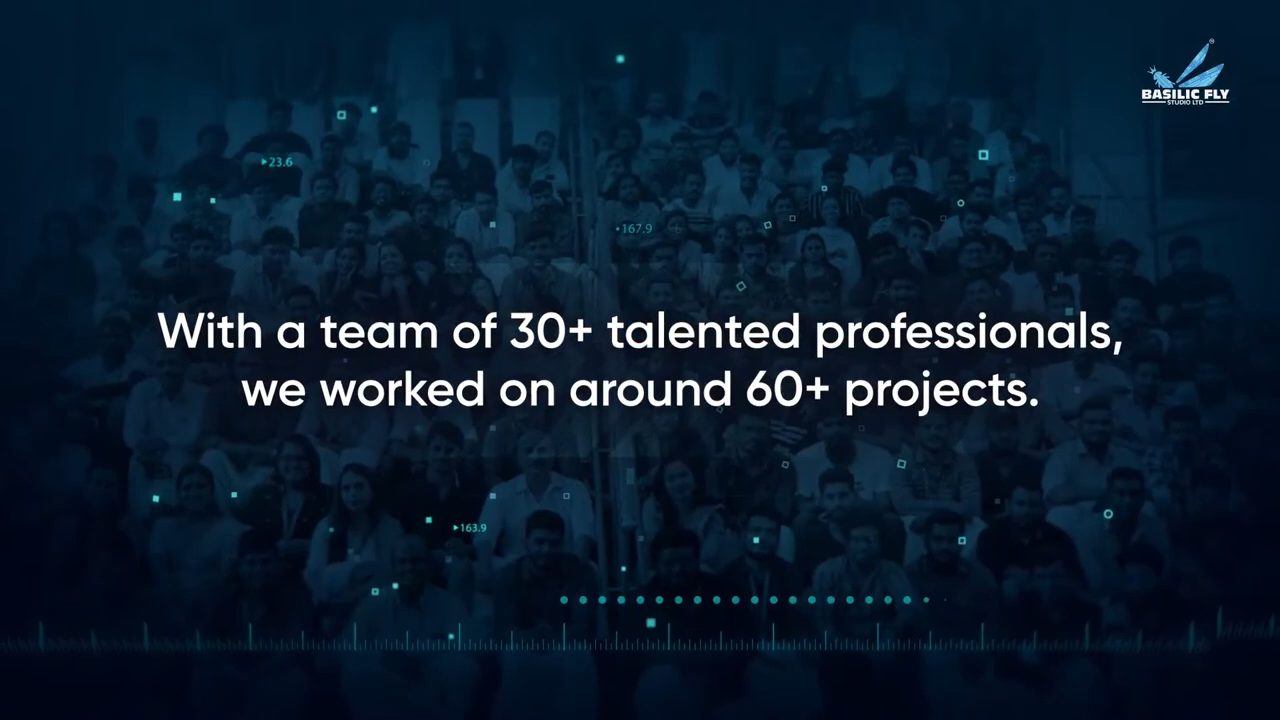 BASILIC FLY
STUDIO LTD
23.6
167.9
With a team of 30+ talented professionals,
we worked on around 60+ projects.
163.9